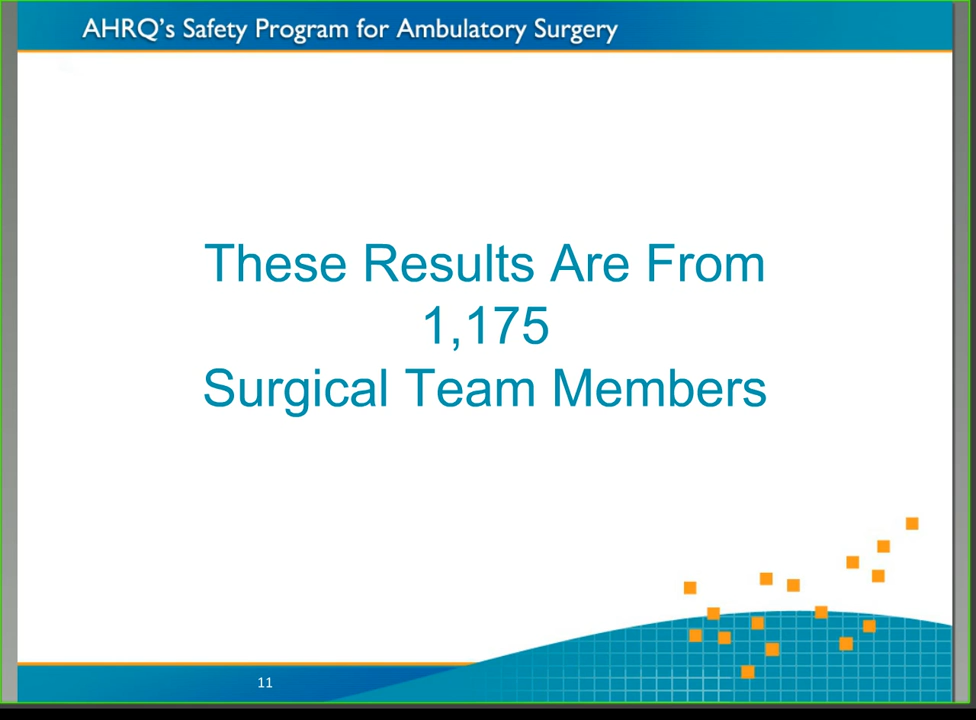 AHRQ's Safety Program for Ambulatory Surgery
These Results Are From
1,175
Surgical Team Members
11